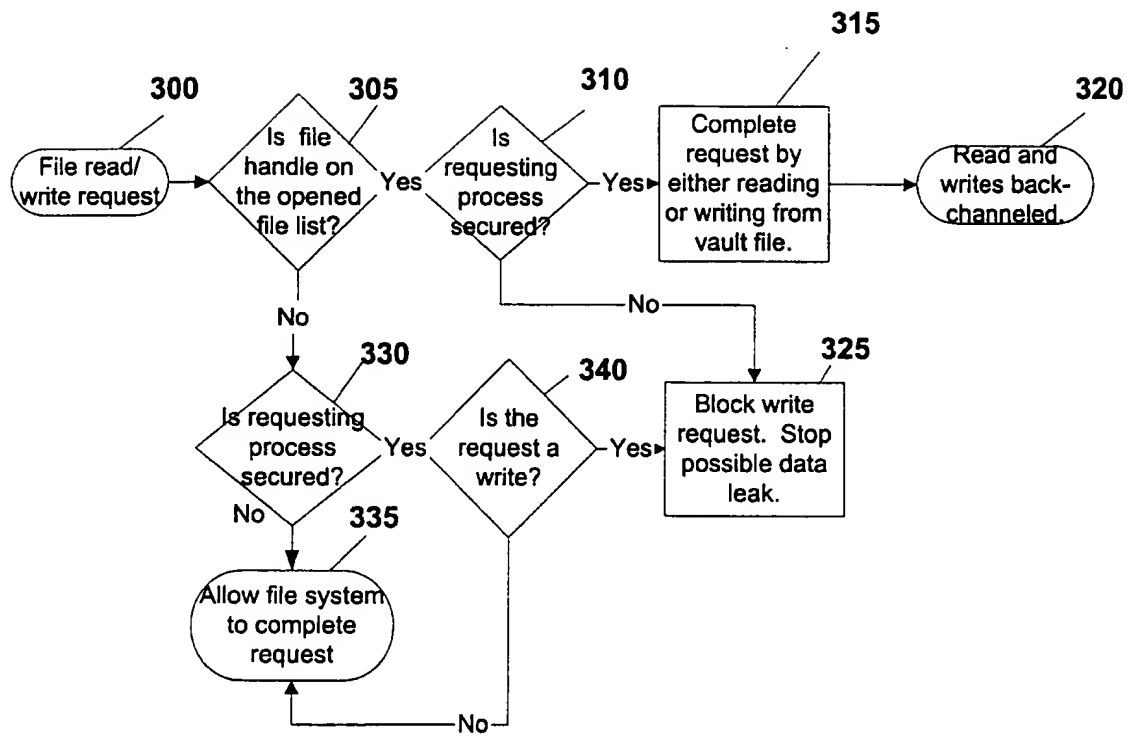 315
300
305
310
320
File read/
write request
Is file
handle on
the opened
file list?
Yes
Is
requesting
process
secured?
Yes
Complete
request by
either reading
or writing from
vault file.
Read and
writes back-
channeled.
No
No
330
340
325
Is requesting
process
secured?
Yes
Is the
request a
write?
Yes
Block write
request. Stop
possible data
leak.
No
335
Allow file system
to complete
request
No